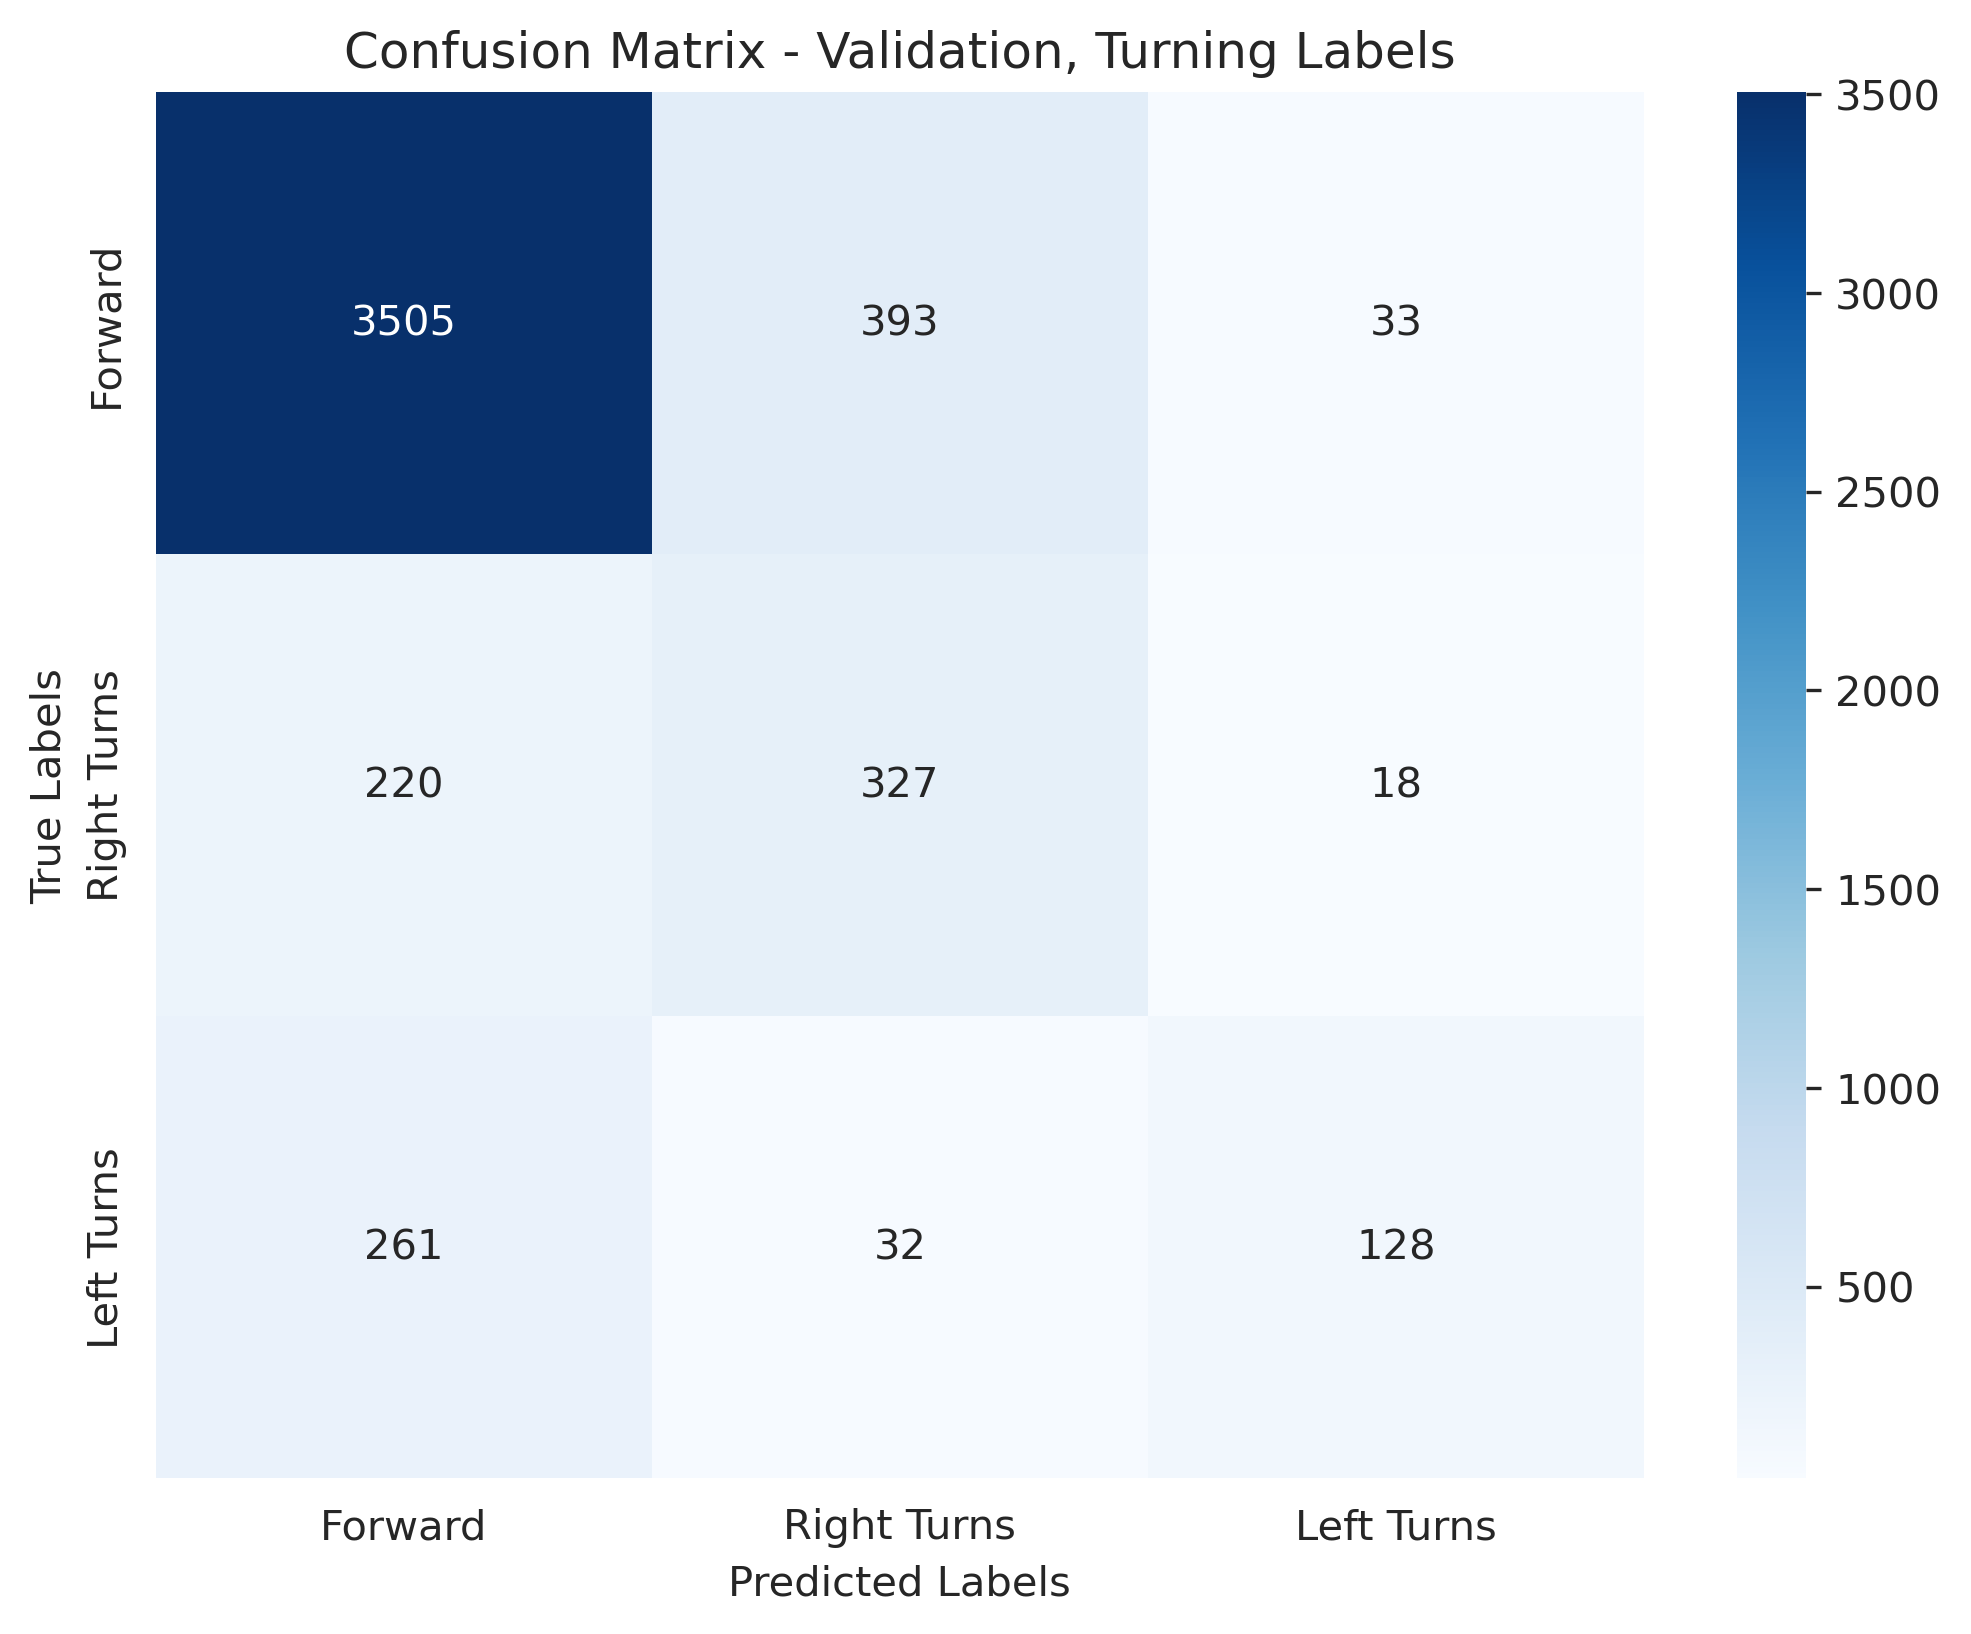 Confusion Matrix - Validation, Turning Labels
True Labels
Forward
3505 393 33
Right Turns
220 327 18
Left Turns
261 32 128
Forward Right Turns Left Turns
Predicted Labels
3500
3000
2500
2000
1500
1000
500